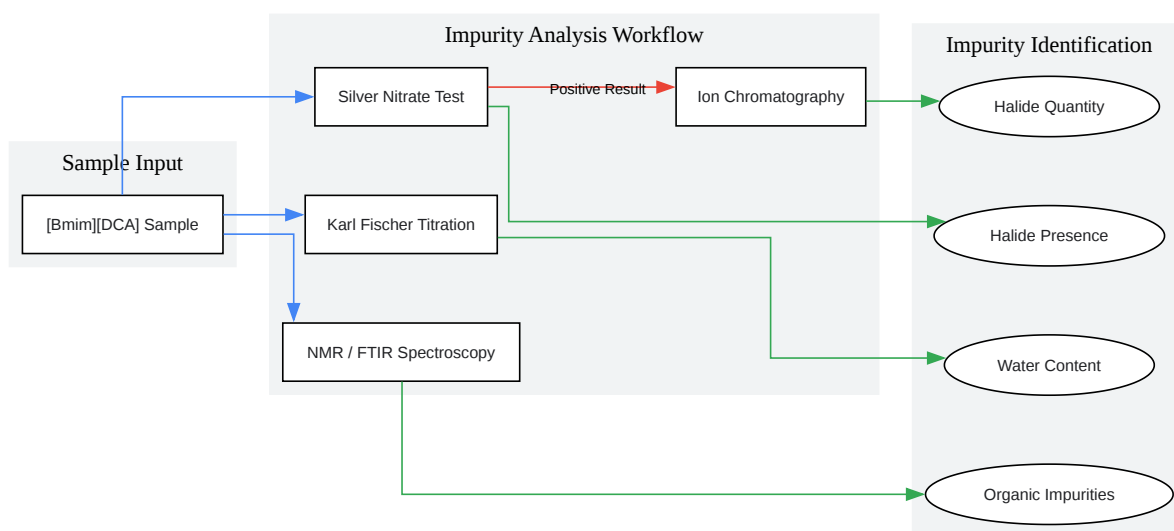 Impurity Analysis Workflow
Impurity Identification
Silver Nitrate Test
Positive Result
Ion Chromatography
Halide Quantity
Sample Input
[Bmim][DCA] Sample
Karl Fischer Titration
Halide Presence
NMR / FTIR Spectroscopy
Water Content
Organic Impurities